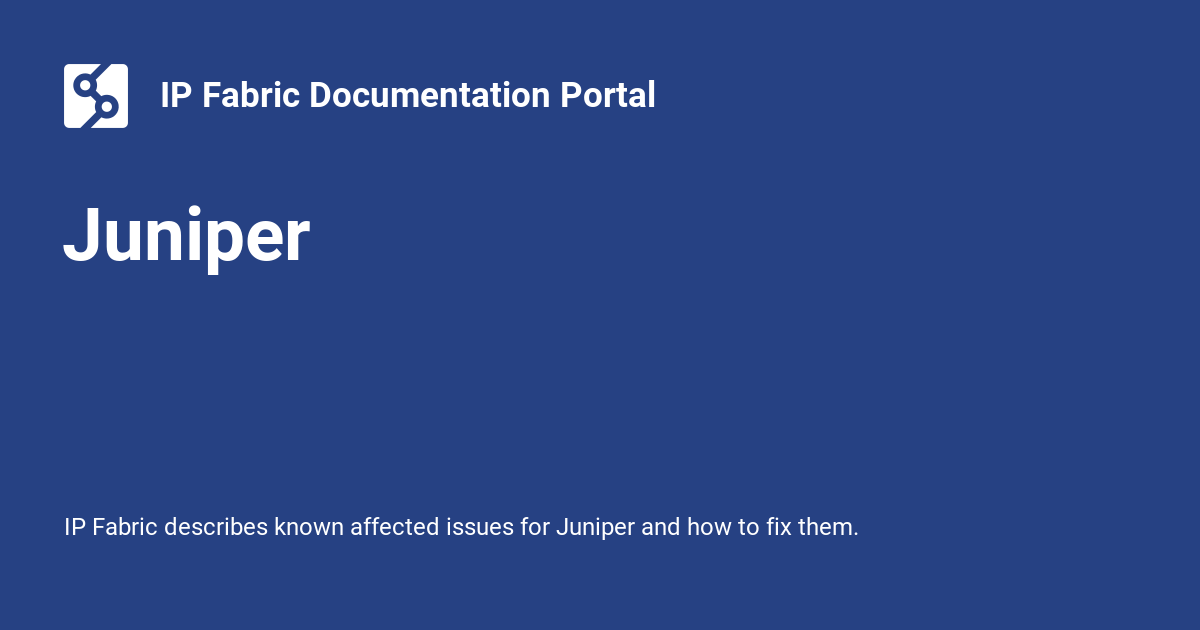 IP Fabric Documentation Portal
Juniper
IP Fabric describes known affected issues for Juniper and how to fix them.